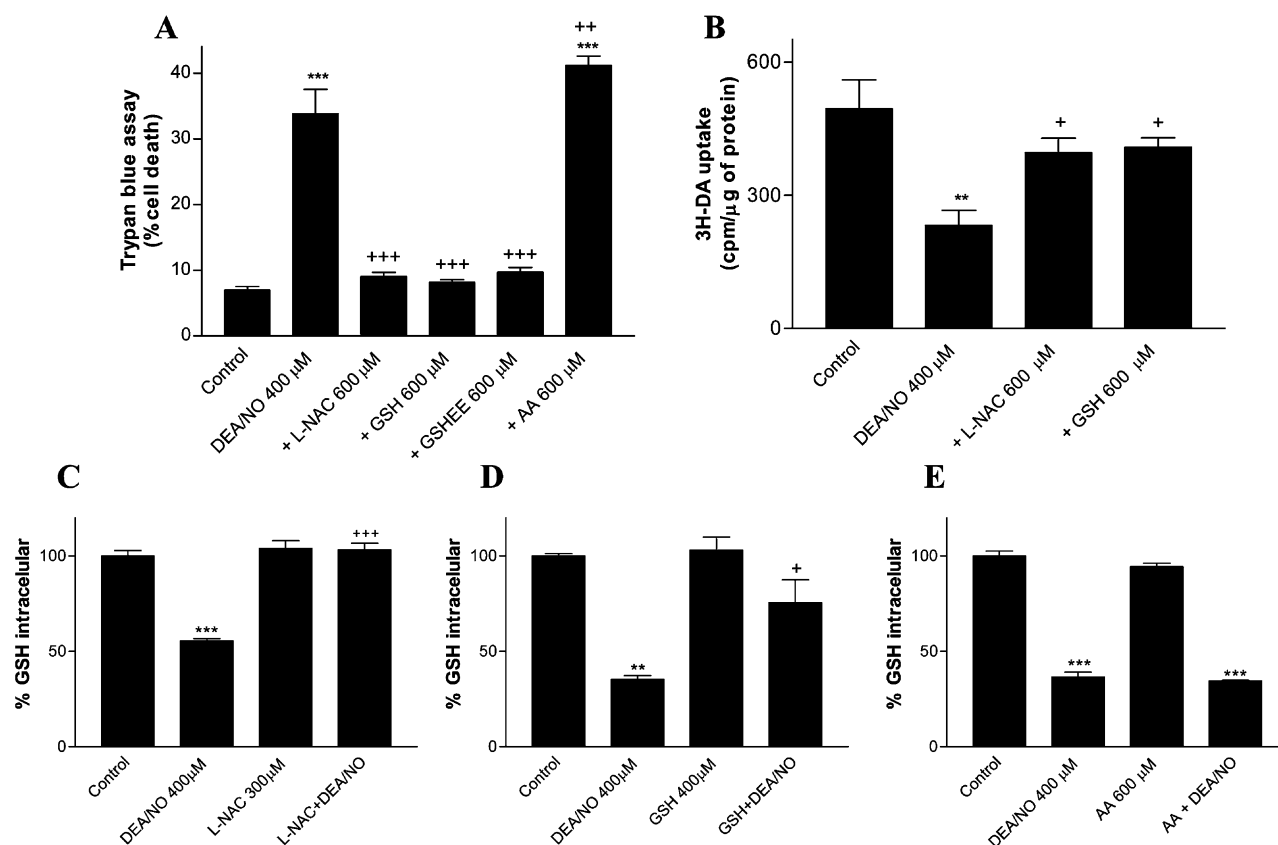 A
Trypan blue assay
(%cell death)
40
30
20
10
0
***
+++
+++
+++
++
***
Control
DEA/NO 400 μM
+ L-NAC 600 μM
+ GSH 600 μM
+ GSHEE 600 μM
+ AA 600 μM
B
3H-DA uptake
(cpm/μg of protein)
600
300
0
**
+
+
Control
DEA/NO 400 μM
+ L-NAC 600 μM
+ GSH 600 μM
C
% GSH intracelular
100
50
0
***
+++
Control
DEA/NO 400μM
L-NAC 300μM
L-NAC+DEA/NO
D
% GSH intracelular
100
50
0
**
+
Control
DEA/NO 400μM
GSH 400μM
GSH+DEA/NO
E
% GSH intracelular
100
50
0
***
***
Control
DEA/NO 400 μM
AA 600 μM
AA + DEA/NO